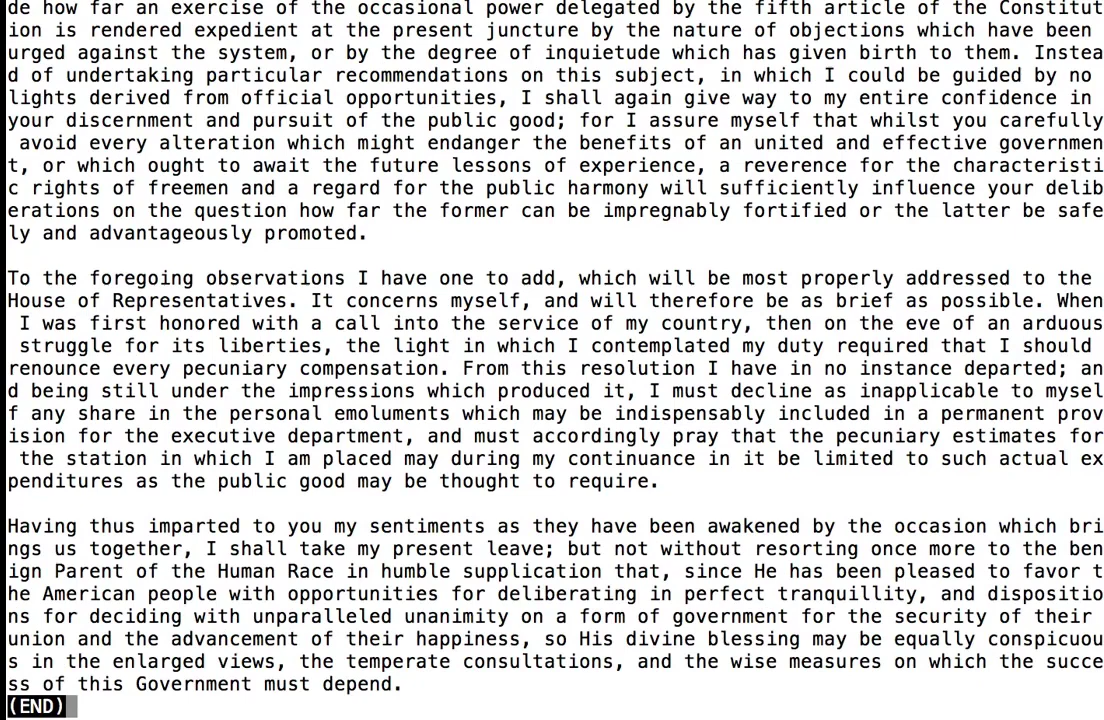 de how far an exercise of the occasional power delegated by the fifth article of the Constitut
ion is rendered expedient at the present juncture by the nature of objections which have been
urged against the system, or by the degree of inquietude which has given birth to them. Instea
d of undertaking particular recommendations on this subject, in which I could be guided by no
lights derived from official opportunities, I shall again give way to my entire confidence in
your discernment and pursuit of the public good; for I assure myself that whilst you carefully
 avoid every alteration which might endanger the benefits of an united and effective governmen
t, or which ought to await the future lessons of experience, a reverence for the characteristi
c rights of freemen and a regard for the public harmony will sufficiently influence your delib
erations on the question how far the former can be impregnably fortified or the latter be safe
ly and advantageously promoted.

To the foregoing observations I have one to add, which will be most properly addressed to the
House of Representatives. It concerns myself, and will therefore be as brief as possible. When
 I was first honored with a call into the service of my country, then on the eve of an arduous
 struggle for its liberties, the light in which I contemplated my duty required that I should
renounce every pecuniary compensation. From this resolution I have in no instance departed; an
d being still under the impressions which produced it, I must decline as inapplicable to mysel
f any share in the personal emoluments which may be indispensably included in a permanent prov
ision for the executive department, and must accordingly pray that the pecuniary estimates for
 the station in which I am placed may during my continuance in it be limited to such actual ex
penditures as the public good may be thought to require.

Having thus imparted to you my sentiments as they have been awakened by the occasion which bri
ngs us together, I shall take my present leave; but not without resorting once more to the ben
ign Parent of the Human Race in humble supplication that, since He has been pleased to favor t
he American people with opportunities for deliberating in perfect tranquillity, and dispositio
ns for deciding with unparalleled unanimity on a form of government for the security of their
union and the advancement of their happiness, so His divine blessing may be equally conspicuou
s in the enlarged views, the temperate consultations, and the wise measures on which the succe
ss of this Government must depend.
(END)